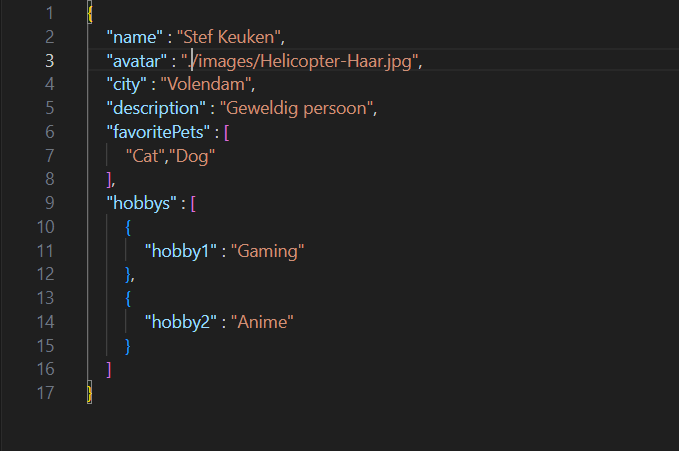 1 {
2 "name" : "Stef Keuken",
3 "avatar" : "./images/Helicopter-Haar.jpg",
4 "city" : "Volendam",
5 "description" : "Geweldig persoon",
6 "favoritePets" : [
7 "Cat","Dog"
8 ],
9 "hobbys" : [
10 {
11 "hobby1" : "Gaming"
12 },
13 {
14 "hobby2" : "Anime"
15 }
16 ]
17 }